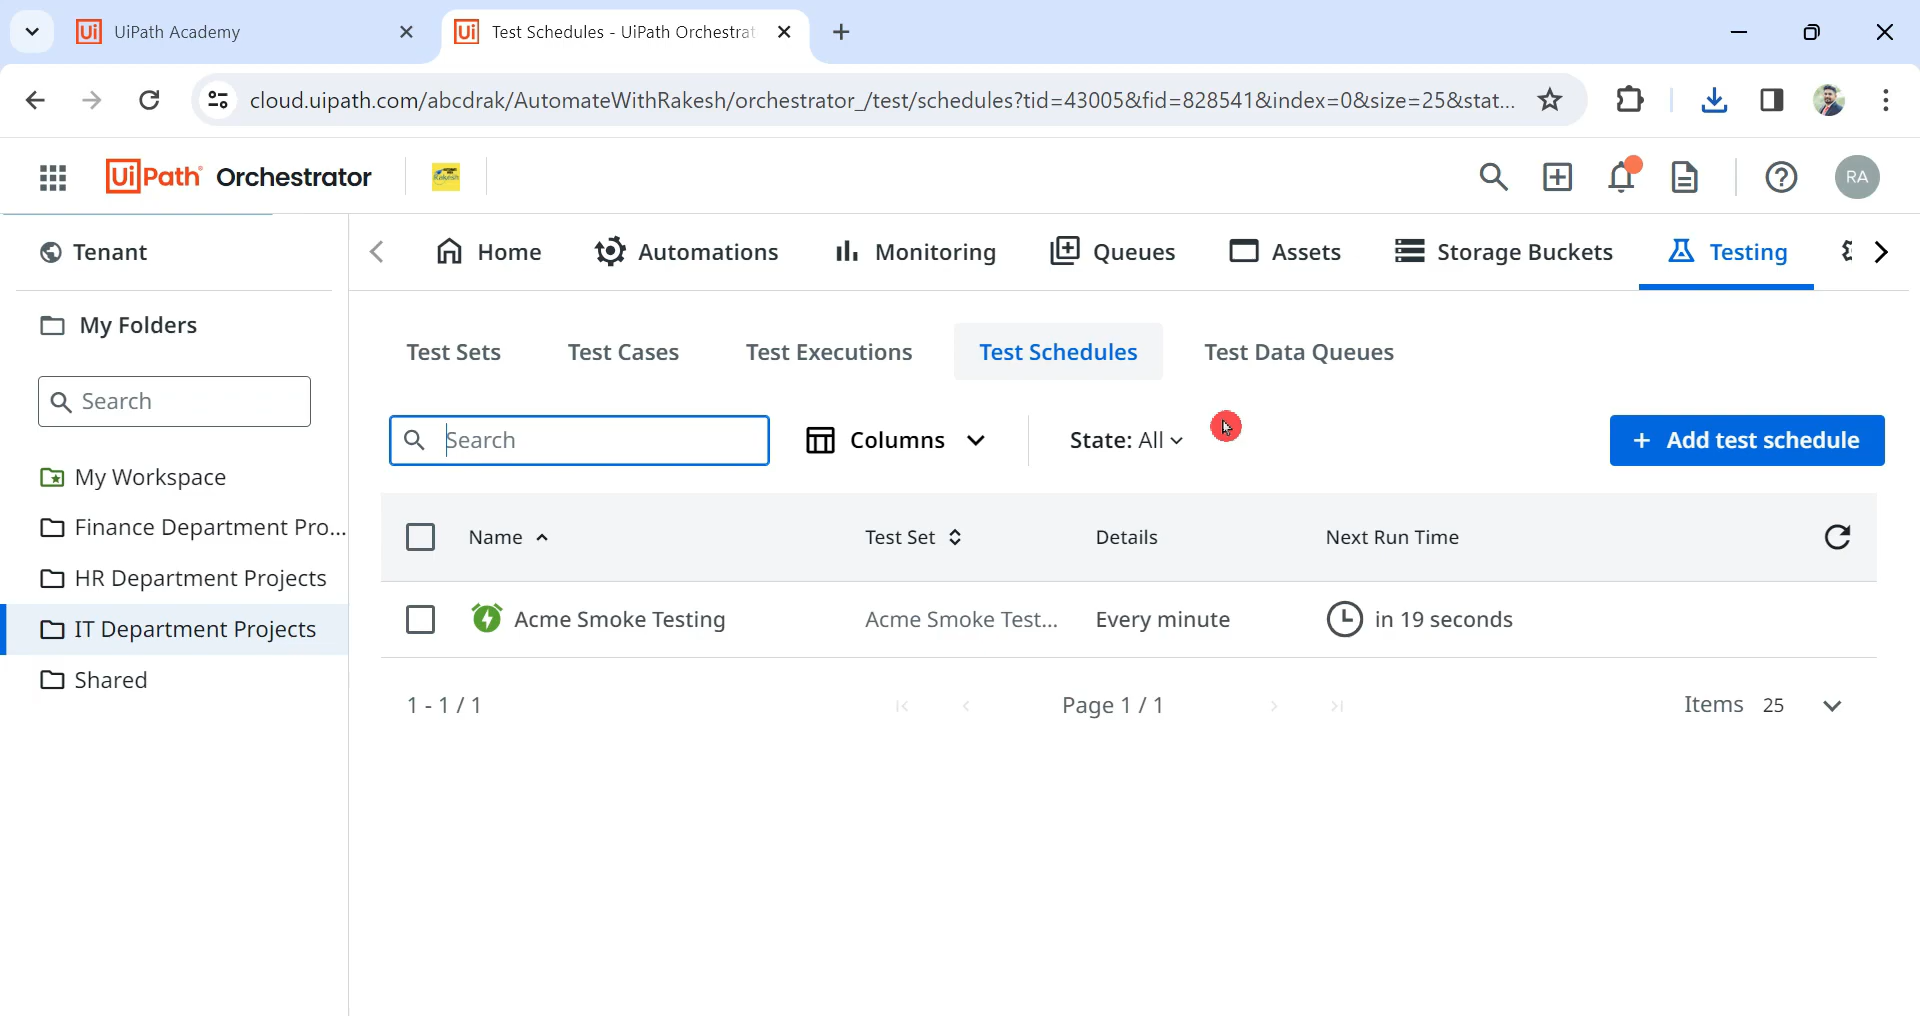 UiPath Academy
Test Schedules - UiPath Orchestrat
cloud.uipath.com/abcdrak/AutomateWithRakesh/orchestrator_/test/schedules?tid=43005&fid=828541&index=0&size=25&stat...
UiPath Orchestrator
RA
Tenant
Home
Automations
Monitoring
Queues
Assets
Storage Buckets
Testing
My Folders
Search
My Workspace
Finance Department Pro...
HR Department Projects
IT Department Projects
Shared
Test Sets
Test Cases
Test Executions
Test Schedules
Test Data Queues
Search
Columns
State: All
+ Add test schedule
Name
Test Set
Details
Next Run Time
Acme Smoke Testing
Acme Smoke Test...
Every minute
in 19 seconds
1 - 1 / 1
Page 1 / 1
Items 25